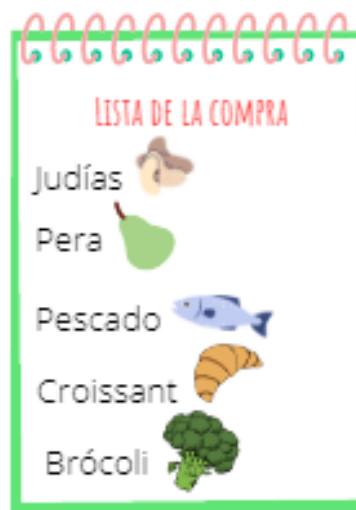 LISTA DE LA COMPRA
Judías
Pera
Pescado
Croissant
Brócoli